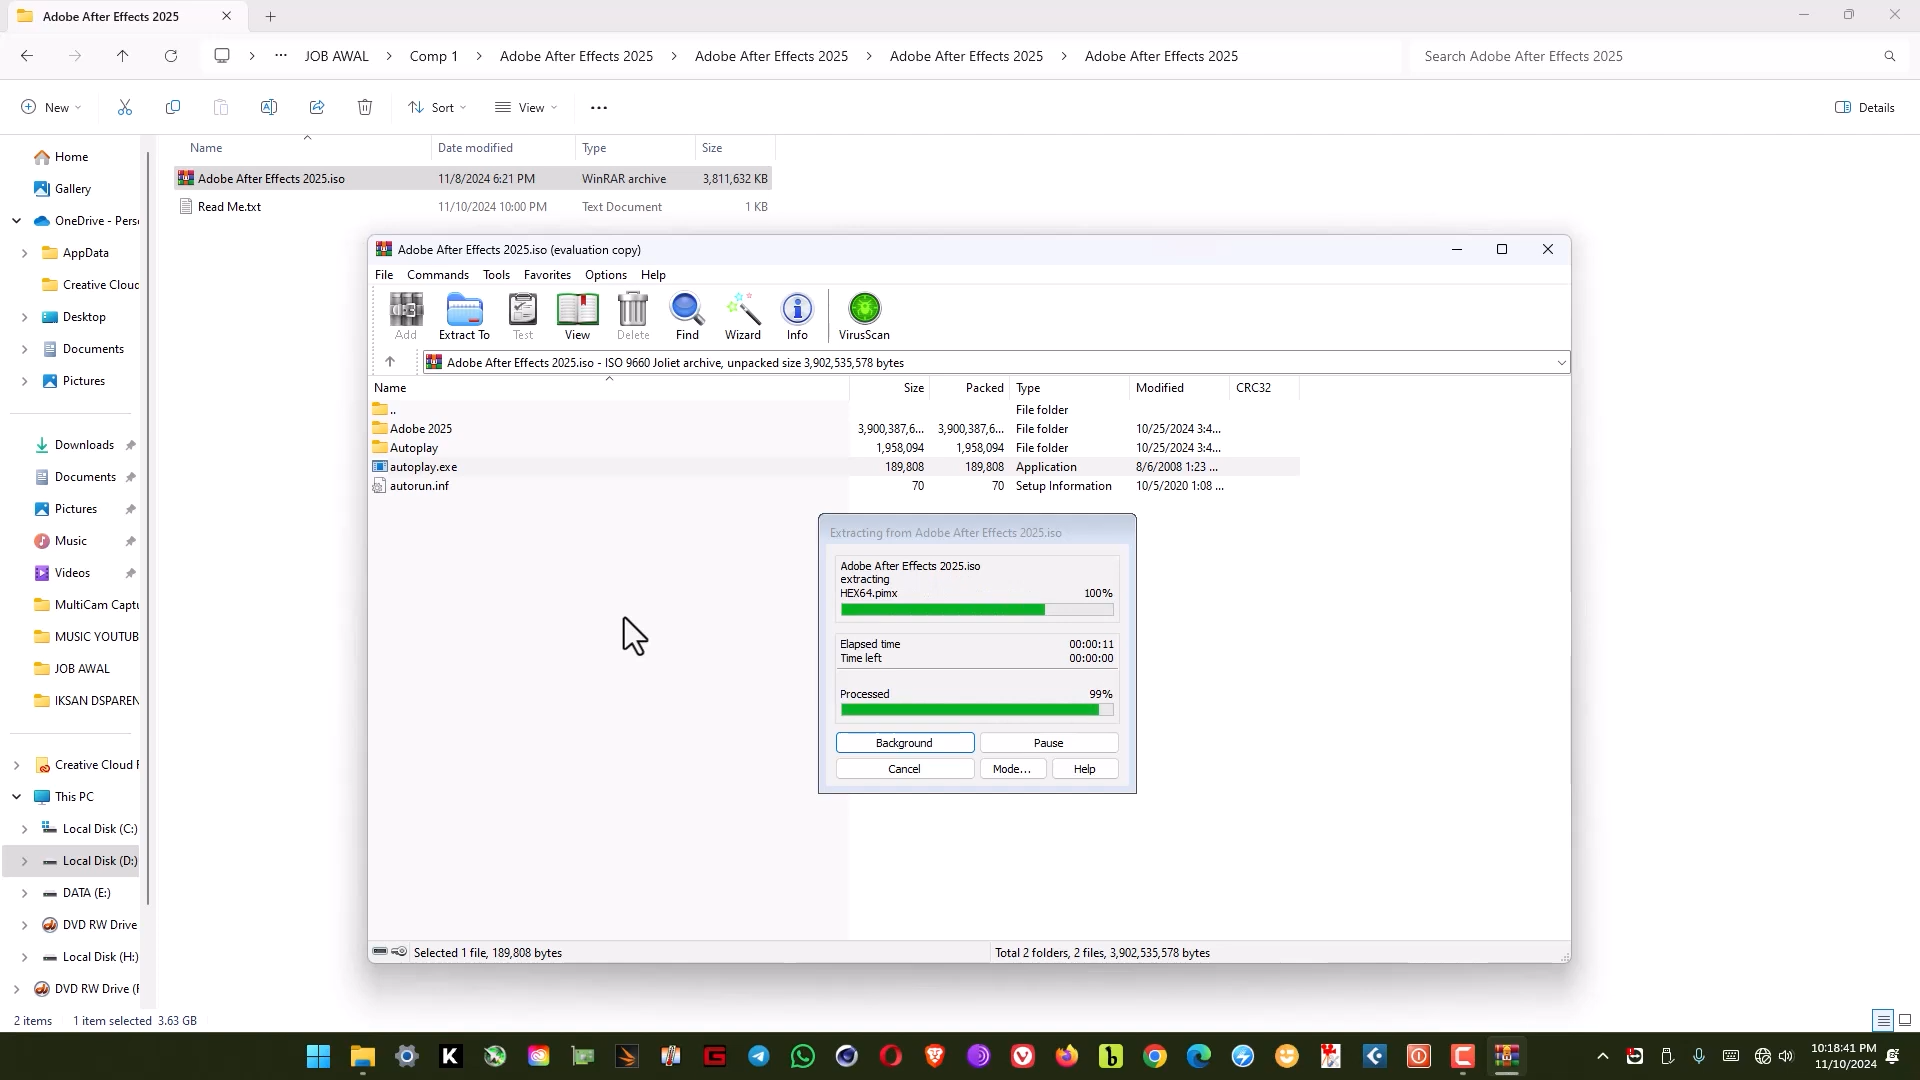 Adobe After Effects 2025
JOB AWAL > Comp 1 > Adobe After Effects 2025 > Adobe After Effects 2025 > Adobe After Effects 2025 > Adobe After Effects 2025
Search Adobe After Effects 2025
New
Sort
View
Details
Name Date modified Type Size
Adobe After Effects 2025.iso 11/8/2024 6:21 PM WinRAR archive 3,811,632 KB
Read Me.txt 11/10/2024 10:00 PM Text Document 1 KB
Home
Gallery
OneDrive - Pers
AppData
Creative Cloud
Desktop
Documents
Pictures
Downloads
Documents
Pictures
Music
Videos
MultiCam Captu
MUSIC YOUTUB
JOB AWAL
IKSAN DSPAREN
Creative Cloud F
This PC
Local Disk (C:)
Local Disk (D:)
DATA (E:)
DVD RW Drive
Local Disk (H:)
DVD RW Drive (F
2 items 1 item selected 3.63 GB
Adobe After Effects 2025.iso (evaluation copy)
File Commands Tools Favorites Options Help
Add Extract To Test View Delete Find Wizard Info VirusScan
Adobe After Effects 2025.iso - ISO 9660 Joliet archive, unpacked size 3,902,535,578 bytes
Name Size Packed Type Modified CRC32
.. File folder
Adobe 2025 3,900,387,6... 3,900,387,6... File folder 10/25/2024 3:4...
Autoplay 1,958,094 1,958,094 File folder 10/25/2024 3:4...
autoplay.exe 189,808 189,808 Application 8/6/2008 1:23 ...
autorun.inf 70 70 Setup Information 10/5/2020 1:08 ...
Extracting from Adobe After Effects 2025.iso
Adobe After Effects 2025.iso
extracting
HEX64.pimx 100%
Elapsed time 00:00:11
Time left 00:00:00
Processed 99%
Background Pause
Cancel Mode... Help
Selected 1 file, 189,808 bytes
Total 2 folders, 2 files, 3,902,535,578 bytes
10:18:41 PM
11/10/2024